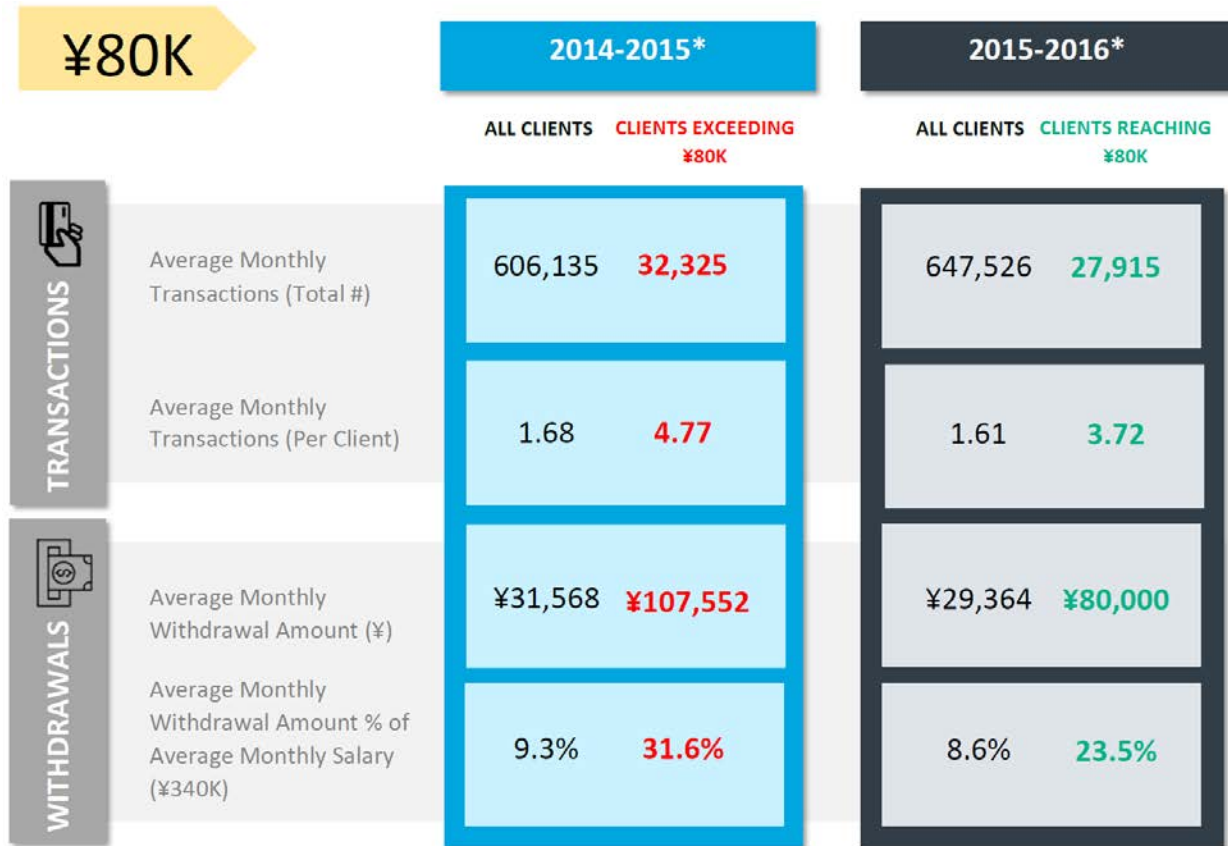 ¥80K
2014-2015*
2015-2016*
ALL CLIENTS
CLIENTS EXCEEDING
¥80K
ALL CLIENTS
CLIENTS REACHING
¥80K
TRANSACTIONS
Average Monthly
Transactions (Total #)
606,135
32,325
647,526
27,915
Average Monthly
Transactions (Per Client)
1.68
4.77
1.61
3.72
WITHDRAWALS
$
Average Monthly
Withdrawal Amount (¥)
¥31,568
¥107,552
¥29,364
¥80,000
Average Monthly
Withdrawal Amount % of
Average Monthly Salary
(¥340K)
9.3%
31.6%
8.6%
23.5%